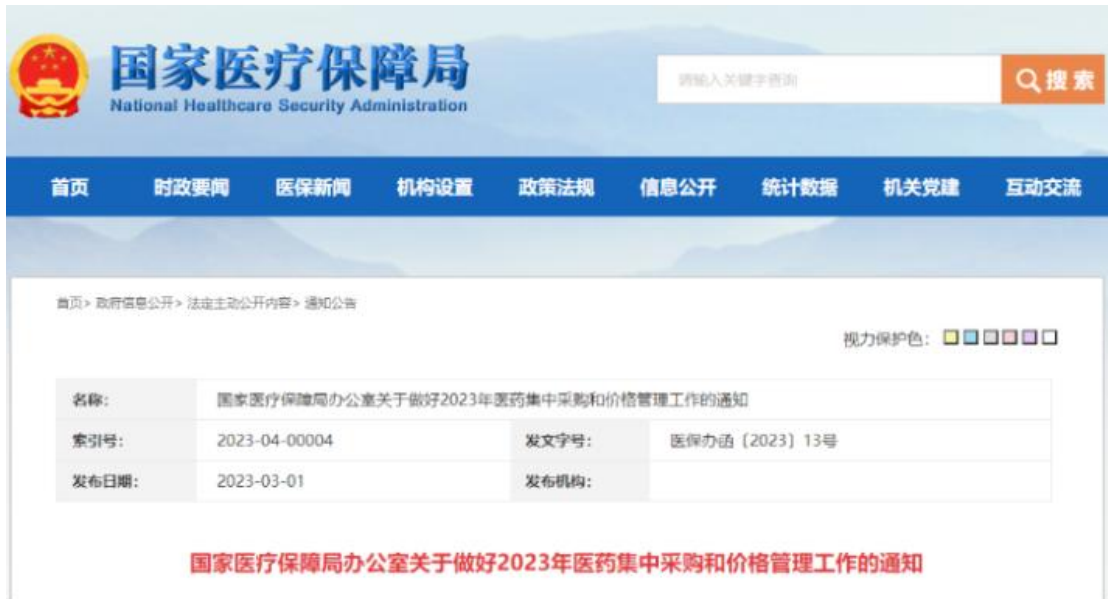 国家医疗保障局
National Healthcare Security Administration
请输入关键字查询
搜索
首页 时政要闻 医保新闻 机构设置 政策法规 信息公开 统计数据 机关党建 互动交流
首页> 政府信息公开> 法定主动公开内容> 通知公告
视力保护色：
名称： 国家医疗保障局办公室关于做好2023年医药集中采购和价格管理工作的通知
索引号： 2023-04-00004 发文字号： 医保办函〔2023〕13号
发布日期： 2023-03-01 发布机构：
国家医疗保障局办公室关于做好2023年医药集中采购和价格管理工作的通知